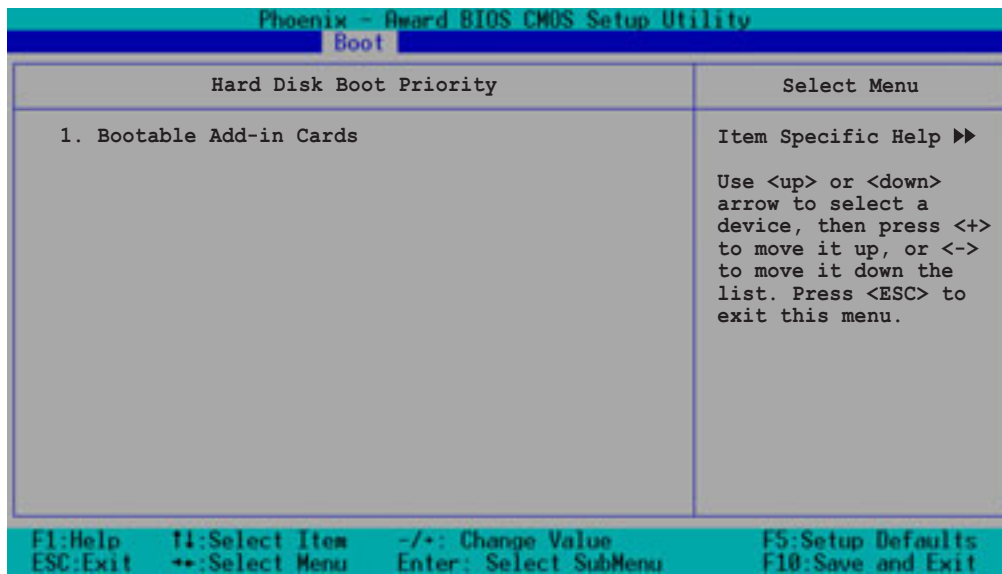 Phoenix - Award BIOS CMOS Setup Utility
Boot
Hard Disk Boot Priority
Select Menu
1. Bootable Add-in Cards
Item Specific Help ▶▶
Use <up> or <down>
arrow to select a
device, then press <+>
to move it up, or <->
to move it down the
list. Press <ESC> to
exit this menu.
F1:Help ↑↓:Select Item -/+: Change Value F5:Setup Defaults
ESC:Exit →←:Select Menu Enter: Select SubMenu F10:Save and Exit